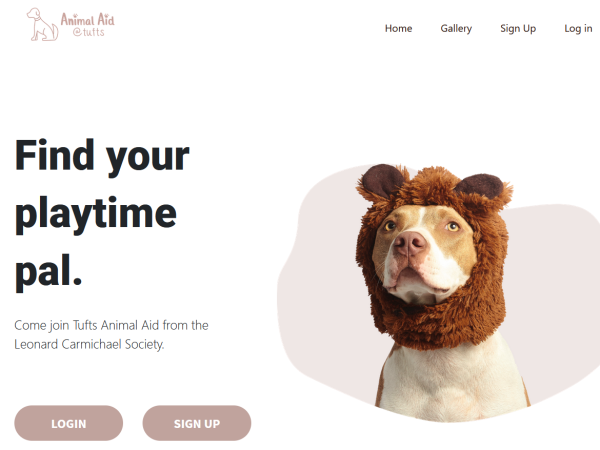 Animal Aid
@tufts
Home Gallery Sign Up Log in
Find your
playtime
pal.
Come join Tufts Animal Aid from the
Leonard Carmichael Society.
LOGIN SIGN UP